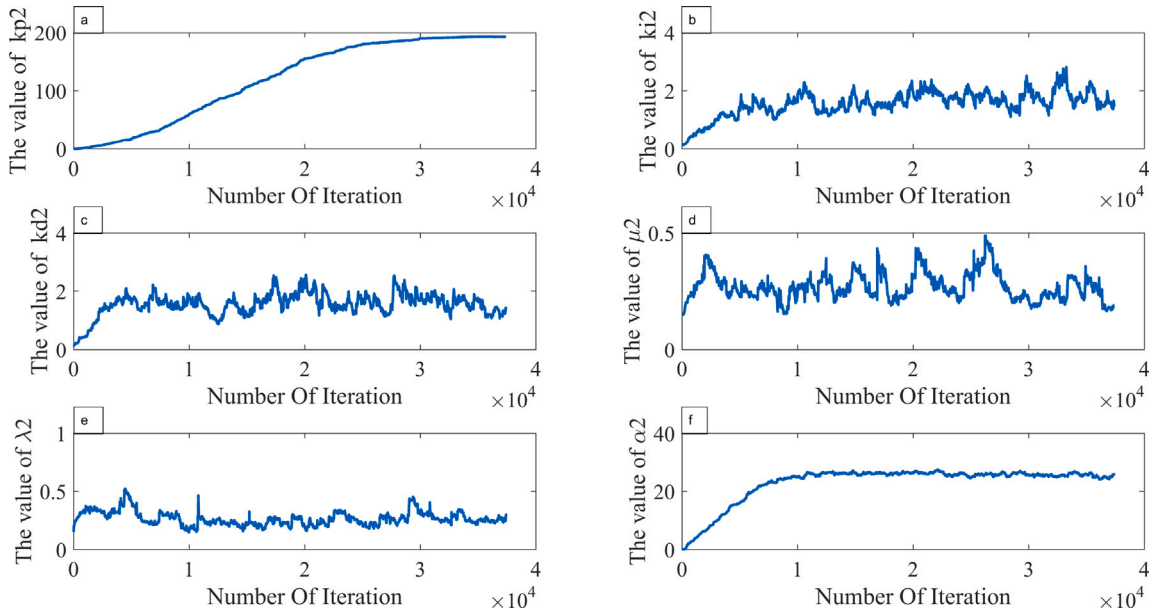 a
The value of kp2
200
100
0
0
1
2
3
4
Number Of Iteration
×10^4
b
The value of ki2
4
2
0
0
1
2
3
4
Number Of Iteration
×10^4
c
The value of kd2
4
2
0
0
1
2
3
4
Number Of Iteration
×10^4
d
The value of μ2
0.5
0
0
1
2
3
4
Number Of Iteration
×10^4
e
The value of λ2
1
0.5
0
0
1
2
3
4
Number Of Iteration
×10^4
f
The value of α2
40
20
0
0
1
2
3
4
Number Of Iteration
×10^4